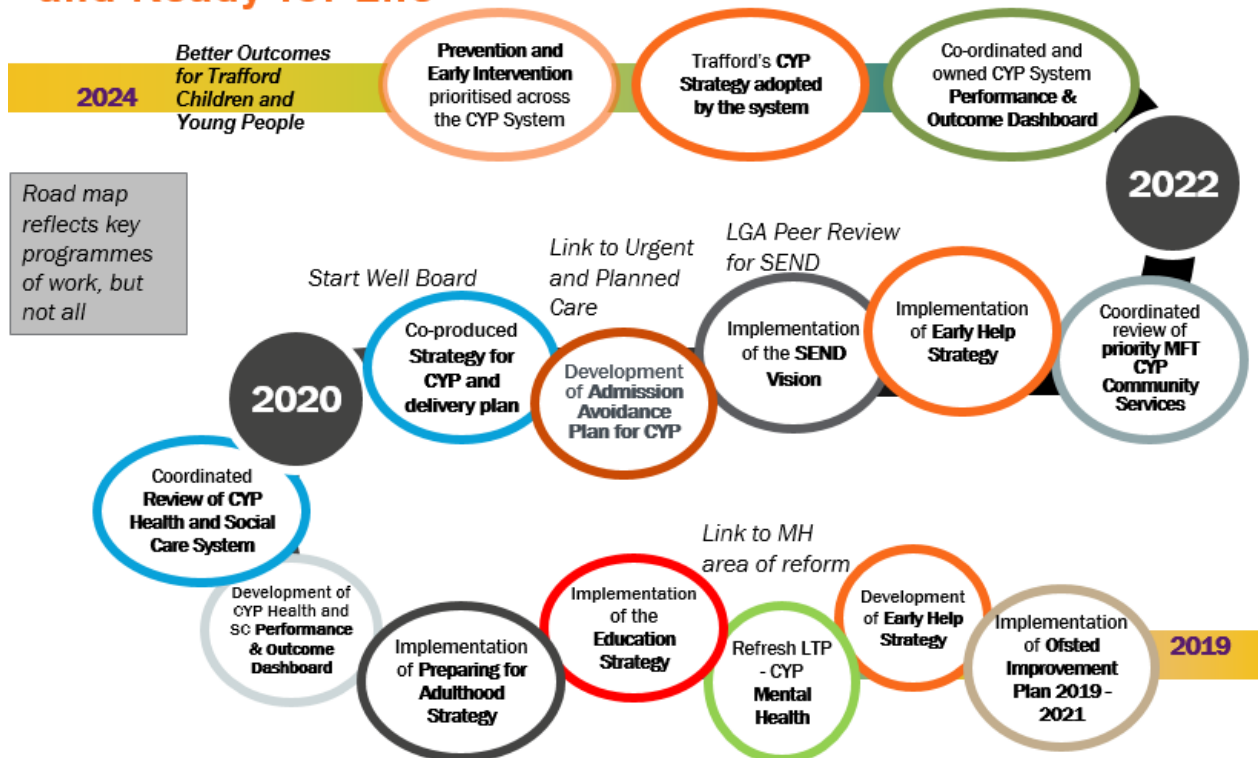 and Ready for Life
2024
Better Outcomes
for Trafford
Children and
Young People
Prevention and
Early Intervention
prioritised across
the CYP System
Trafford's CYP
Strategy adopted
by the system
Co-ordinated and
owned CYP System
Performance &
Outcome Dashboard
2022
Road map
reflects key
programmes
of work, but
not all
Start Well Board
Link to Urgent
and Planned
Care
LGA Peer Review
for SEND
2020
Co-produced
Strategy for
CYP and
delivery plan
Development
of Admission
Avoidance
Plan for CYP
Implementation
of the SEND
Vision
Implementation
of Early Help
Strategy
Coordinated
review of
priority MFT
CYP
Community
Services
Coordinated
Review of CYP
Health and Social
Care System
Link to MH
area of reform
Development of
CYP Health and
SC Performance
& Outcome
Dashboard
Implementation
of Preparing for
Adulthood
Strategy
Implementation
of the
Education
Strategy
Refresh LTP
- CYP
Mental
Health
Development
of Early Help
Strategy
Implementation
of Ofsted
Improvement
Plan 2019 -
2021
2019